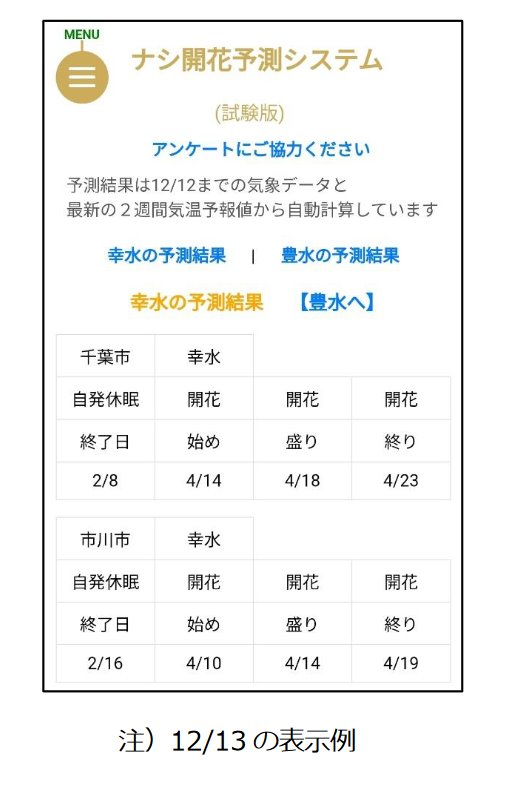 MENU
ナシ開花予測システム
(試験版)
アンケートにご協力ください
予測結果は12/12までの気象データと
最新の２週間気温予報値から自動計算しています
幸水の予測結果 | 豊水の予測結果
幸水の予測結果 【豊水へ】
千葉市 幸水
自発休眠 開花 開花 開花
終了日 始め 盛り 終り
2/8 4/14 4/18 4/23
市川市 幸水
自発休眠 開花 開花 開花
終了日 始め 盛り 終り
2/16 4/10 4/14 4/19
注）12/13 の表示例